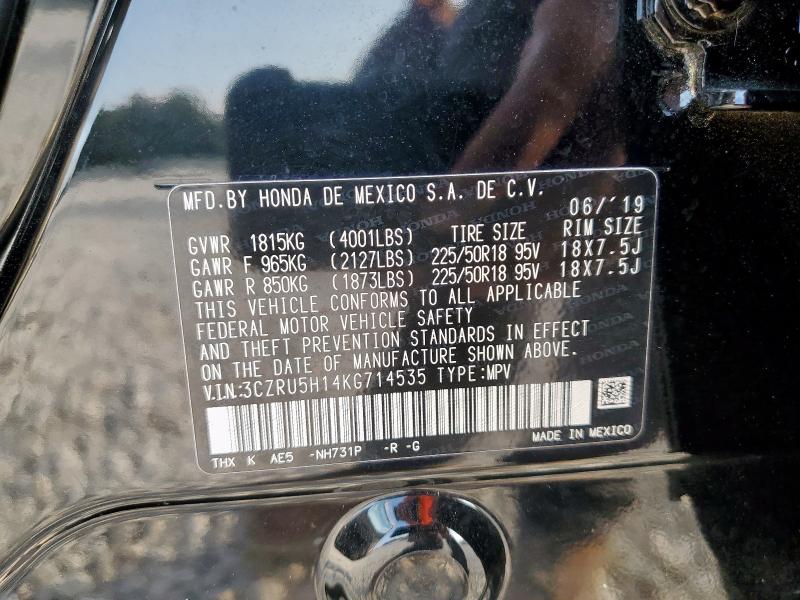 MFD. BY HONDA DE MEXICO S.A. DE C.V. 06/'19
GVWR 1815KG (4001LBS) TIRE SIZE RIM SIZE
GAWR F 965KG (2127LBS) 225/50R18 95V 18X7.5J
GAWR R 850KG (1873LBS) 225/50R18 95V 18X7.5J
THIS VEHICLE CONFORMS TO ALL APPLICABLE
FEDERAL MOTOR VEHICLE SAFETY
AND THEFT PREVENTION STANDARDS IN EFFECT
ON THE DATE OF MANUFACTURE SHOWN ABOVE.
V.I.N:3CZRU5H14KG714535 TYPE:MPV
MADE IN MEXICO
THX K AE5 -NH731P -R -G